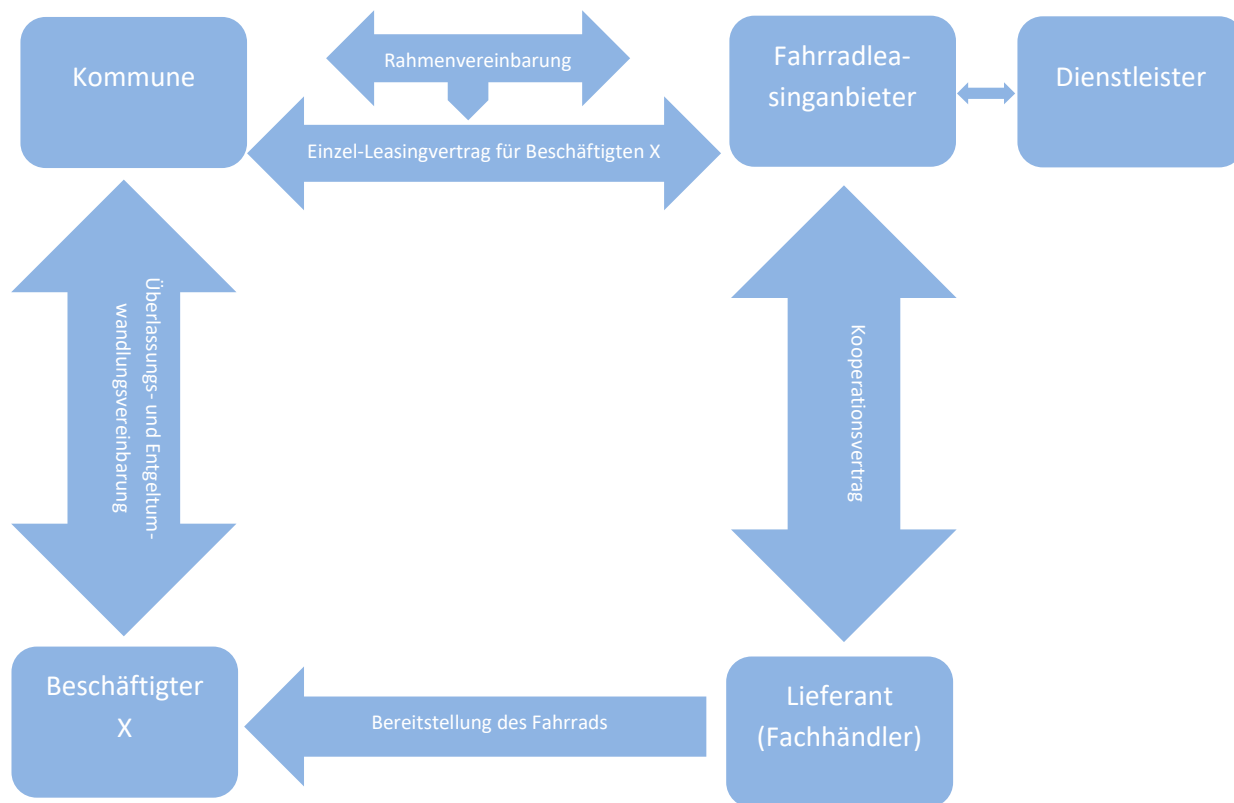 Kommune
Rahmenvereinbarung
Fahrradlea-
singanbieter
Dienstleister
Einzel-Leasingvertrag für Beschäftigten X
Überlassungs- und Entgeltum-
wandlungsvereinbarung
Kooperationsvertrag
Beschäftigter
X
Bereitstellung des Fahrrads
Lieferant
(Fachhändler)